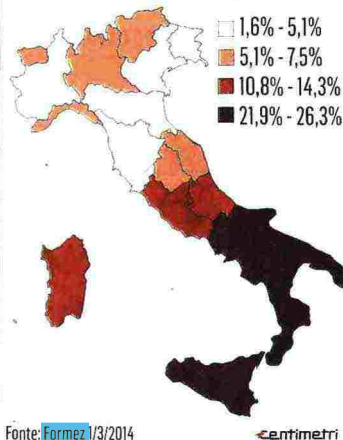 1,6% - 5,1%
5,1% - 7,5%
10,8% - 14,3%
21,9% - 26,3%
Fonte: Formez 1/3/2014
centimetri